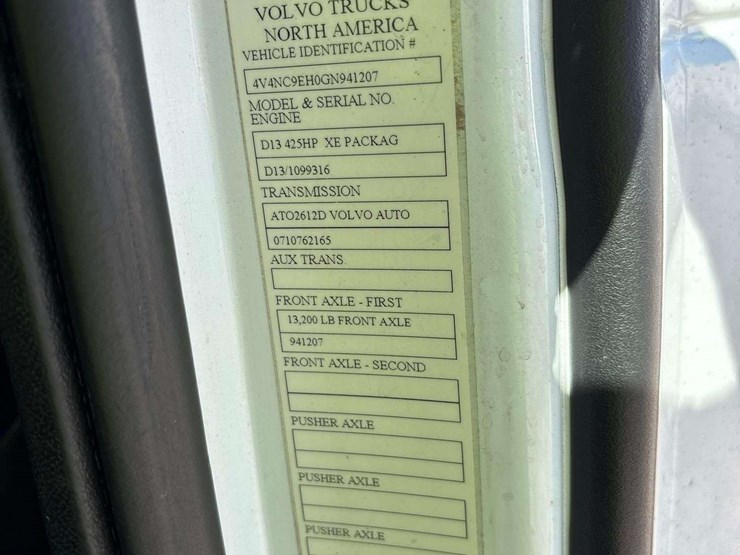 VOLVO TRUCKS
NORTH AMERICA
VEHICLE IDENTIFICATION #
4V4NC9EH0GN941207
MODEL & SERIAL NO.
ENGINE
D13 425HP XE PACKAG
D13/1099316
TRANSMISSION
ATO2612D VOLVO AUTO
0710762165
AUX TRANS.
FRONT AXLE - FIRST
13,200 LB FRONT AXLE
941207
FRONT AXLE - SECOND
PUSHER AXLE
PUSHER AXLE
PUSHER AXLE